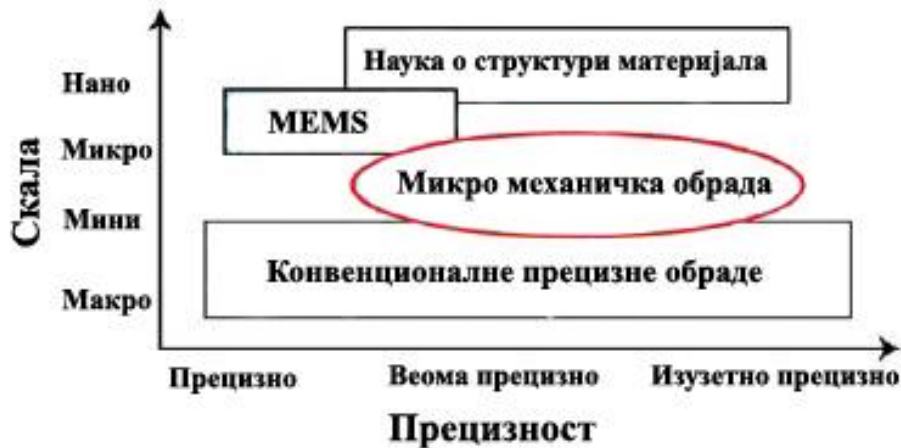 Наука о структури материјала
Нано
MEMS
Микро
Микро механичка обрада
Скала
Мини
Конвенционалне прецизне обраде
Макро
Прецизно
Веома прецизно
Изузетно прецизно
Прецизност